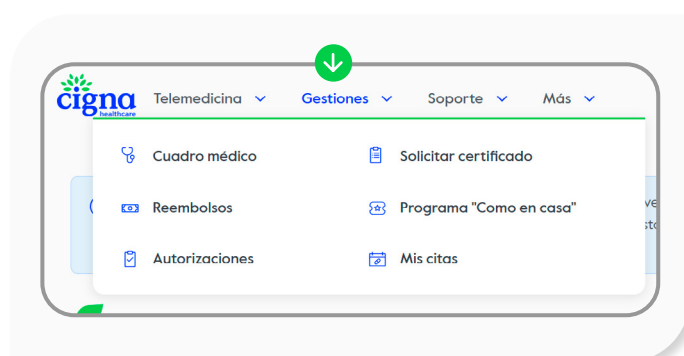 cigna
healthcare
Telemedicina Gestiones Soporte Más
Cuadro médico Solicitar certificado
Reembolsos Programa "Como en casa"
Autorizaciones Mis citas